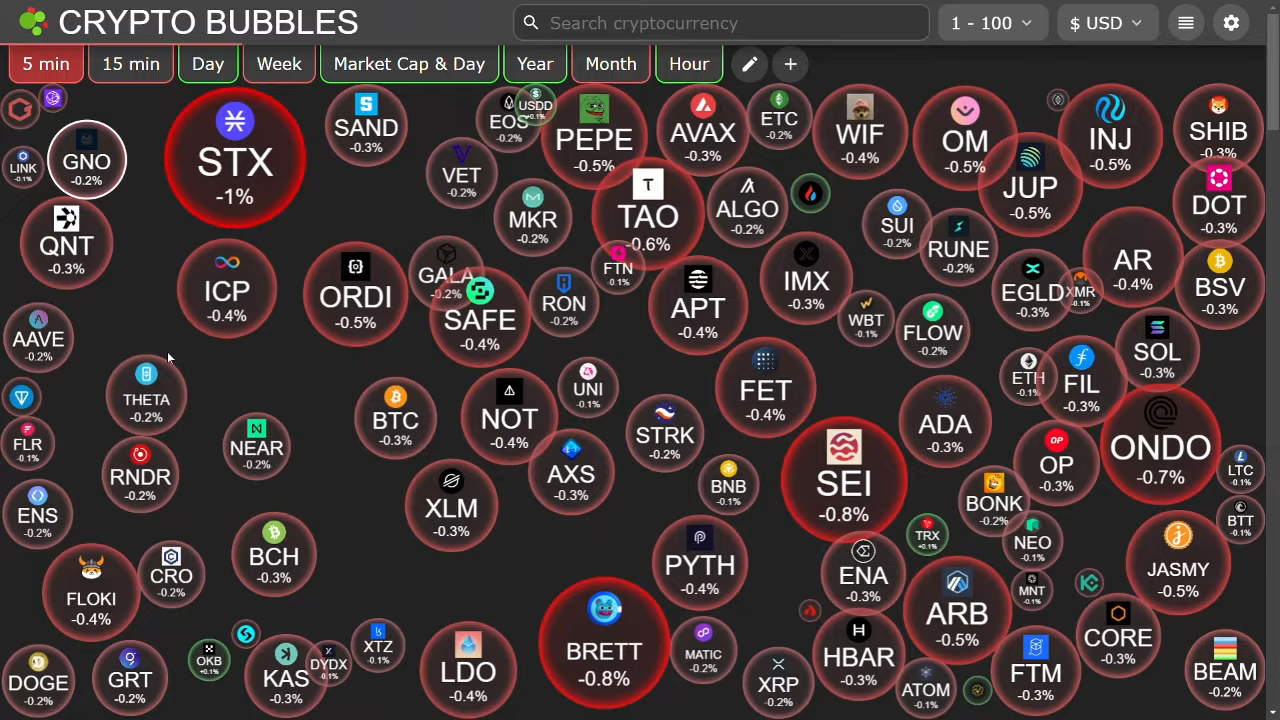 CRYPTO BUBBLES
Search cryptocurrency
1 - 100
$ USD
5 min
15 min
Day
Week
Market Cap & Day
Year
Month
Hour
LINK
-0.1%
GNO
-0.2%
STX
-1%
SAND
-0.3%
EOS
-0.2%
USDD
+0.1%
PEPE
-0.5%
AVAX
-0.3%
ETC
-0.2%
WIF
-0.4%
OM
-0.5%
INJ
-0.5%
SHIB
-0.3%
QNT
-0.3%
VET
-0.2%
MKR
-0.2%
TAO
-0.6%
ALGO
-0.2%
SUI
-0.2%
JUP
-0.5%
DOT
-0.3%
ICP
-0.4%
ORDI
-0.5%
GALA
-0.2%
SAFE
-0.4%
RON
-0.2%
FTN
-0.1%
APT
-0.4%
IMX
-0.3%
RUNE
-0.2%
EGLD
-0.3%
XMR
-0.1%
AR
-0.4%
BSV
-0.3%
AAVE
-0.2%
WBT
-0.1%
FLOW
-0.2%
SOL
-0.3%
THETA
-0.2%
BTC
-0.3%
NOT
-0.4%
UNI
-0.1%
FET
-0.4%
ETH
-0.1%
FIL
-0.3%
FLR
-0.1%
RNDR
-0.2%
NEAR
-0.2%
AXS
-0.3%
STRK
-0.2%
ADA
-0.3%
ONDO
-0.7%
ENS
-0.2%
XLM
-0.3%
BNB
-0.1%
SEI
-0.8%
BONK
-0.2%
OP
-0.3%
LTC
-0.1%
BTT
-0.1%
FLOKI
-0.4%
CRO
-0.2%
BCH
-0.3%
PYTH
-0.4%
ENA
-0.3%
TRX
+0.1%
NEO
-0.1%
JASMY
-0.5%
MNT
-0.1%
ARB
-0.5%
DOGE
-0.2%
GRT
-0.2%
OKB
+0.1%
KAS
-0.3%
DYDX
-0.1%
XTZ
-0.1%
LDO
-0.4%
BRETT
-0.8%
MATIC
-0.2%
XRP
-0.2%
HBAR
-0.3%
ATOM
-0.1%
FTM
-0.3%
CORE
-0.3%
BEAM
-0.2%